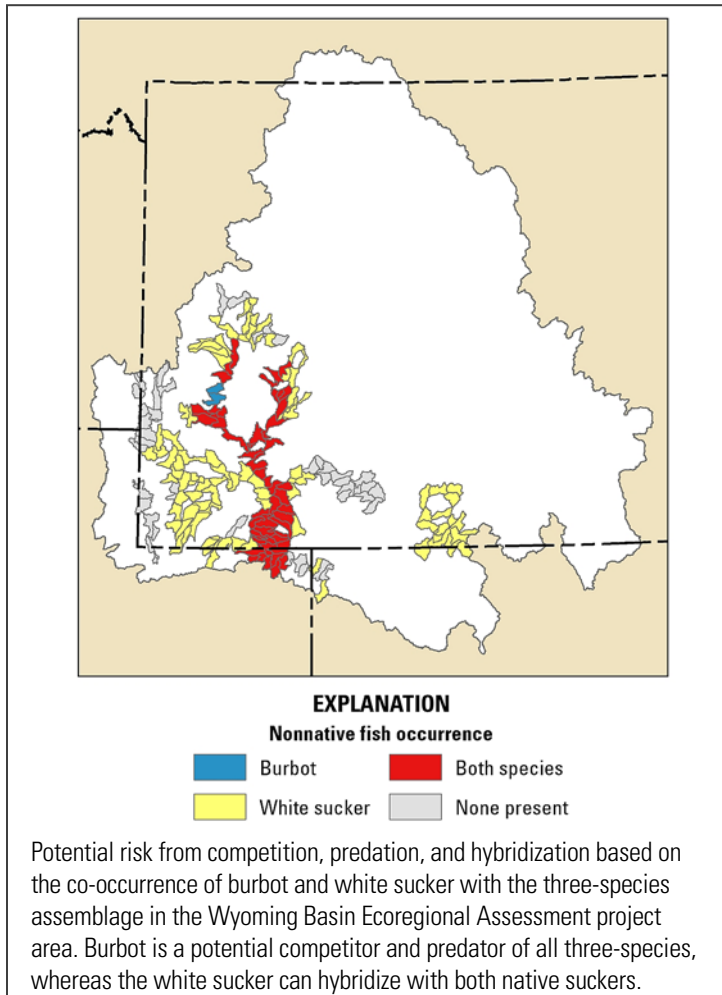 EXPLANATION
Nonnative fish occurrence
Burbot
Both species
White sucker
None present
Potential risk from competition, predation, and hybridization based on
the co-occurrence of burbot and white sucker with the three-species
assemblage in the Wyoming Basin Ecoregional Assessment project
area. Burbot is a potential competitor and predator of all three-species,
whereas the white sucker can hybridize with both native suckers.